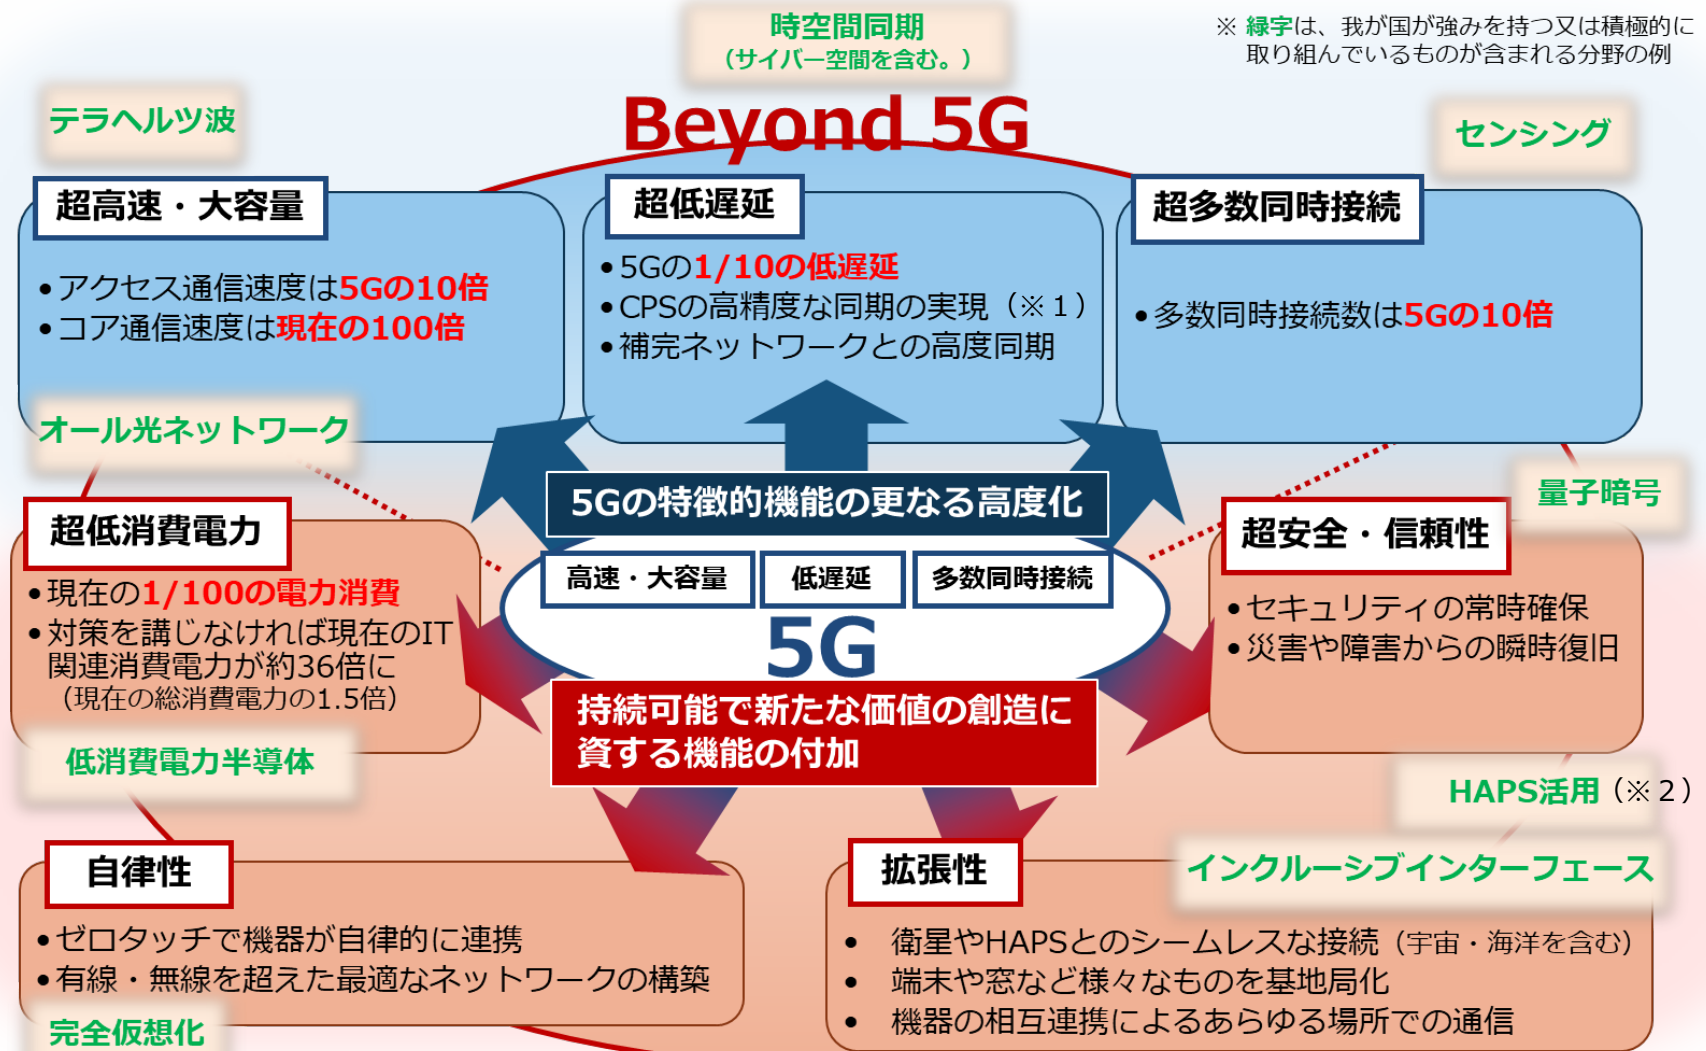 時空間同期
（サイバー空間を含む。）
※ 緑字は、我が国が強みを持つ又は積極的に
取り組んでいるものが含まれる分野の例
Beyond 5G
テラヘルツ波
センシング
超高速・大容量
•アクセス通信速度は5Gの10倍
•コア通信速度は現在の100倍
超低遅延
•5Gの1/10の低遅延
•CPSの高精度な同期の実現（※１）
•補完ネットワークとの高度同期
超多数同時接続
•多数同時接続数は5Gの10倍
オール光ネットワーク
量子暗号
5Gの特徴的機能の更なる高度化
高速・大容量
低遅延
多数同時接続
5G
持続可能で新たな価値の創造に
資する機能の付加
超低消費電力
•現在の1/100の電力消費
•対策を講じなければ現在のIT
関連消費電力が約36倍に
（現在の総消費電力の1.5倍）
超安全・信頼性
•セキュリティの常時確保
•災害や障害からの瞬時復旧
低消費電力半導体
HAPS活用（※２）
自律性
•ゼロタッチで機器が自律的に連携
•有線・無線を超えた最適なネットワークの構築
完全仮想化
拡張性
インクルーシブインターフェース
• 衛星やHAPSとのシームレスな接続（宇宙・海洋を含む）
• 端末や窓など様々なものを基地局化
• 機器の相互連携によるあらゆる場所での通信